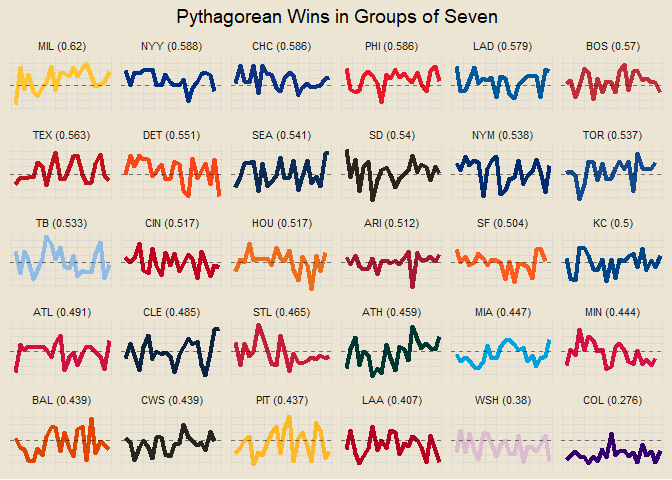 Pythagorean Wins in Groups of Seven
MIL (0.62) NYY (0.588) CHC (0.586) PHI (0.586) LAD (0.579) BOS (0.57)
TEX (0.563) DET (0.551) SEA (0.541) SD (0.54) NYM (0.538) TOR (0.537)
TB (0.533) CIN (0.517) HOU (0.517) ARI (0.512) SF (0.504) KC (0.5)
ATL (0.491) CLE (0.485) STL (0.465) ATH (0.459) MIA (0.447) MIN (0.444)
BAL (0.439) CWS (0.439) PIT (0.437) LAA (0.407) WSH (0.38) COL (0.276)